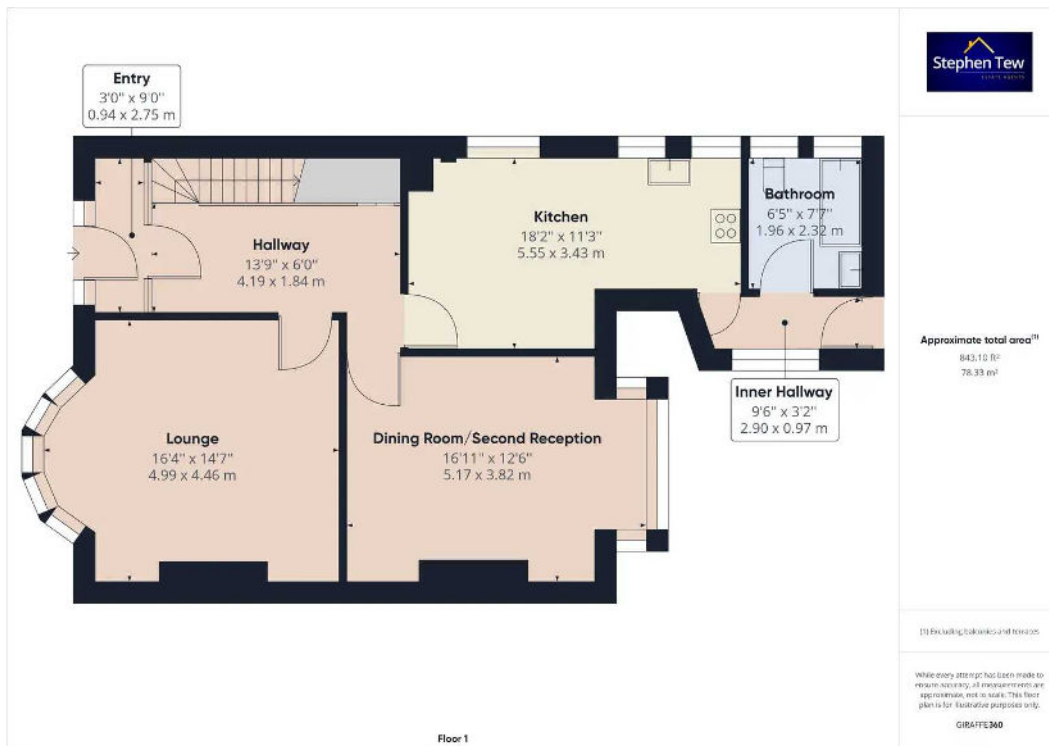 Entry
3'0" x 9'0"
0.94 x 2.75 m
Hallway
13'9" x 6'0"
4.19 x 1.84 m
Kitchen
18'2" x 11'3"
5.55 x 3.43 m
Bathroom
6'5" x 7'7"
1.96 x 2.32 m
Inner Hallway
9'6" x 3'2"
2.90 x 0.97 m
Lounge
16'4" x 14'7"
4.99 x 4.46 m
Dining Room/Second Reception
16'11" x 12'6"
5.17 x 3.82 m
Floor 1
Stephen Tew
ESTATE AGENTS
Approximate total area(1)
843.10 ft²
78.33 m²
(1) Excluding balconies and terraces
While every attempt has been made to
ensure accuracy, all measurements are
approximate, not to scale. This floor
plan is for illustrative purposes only.
GIRAFFE360